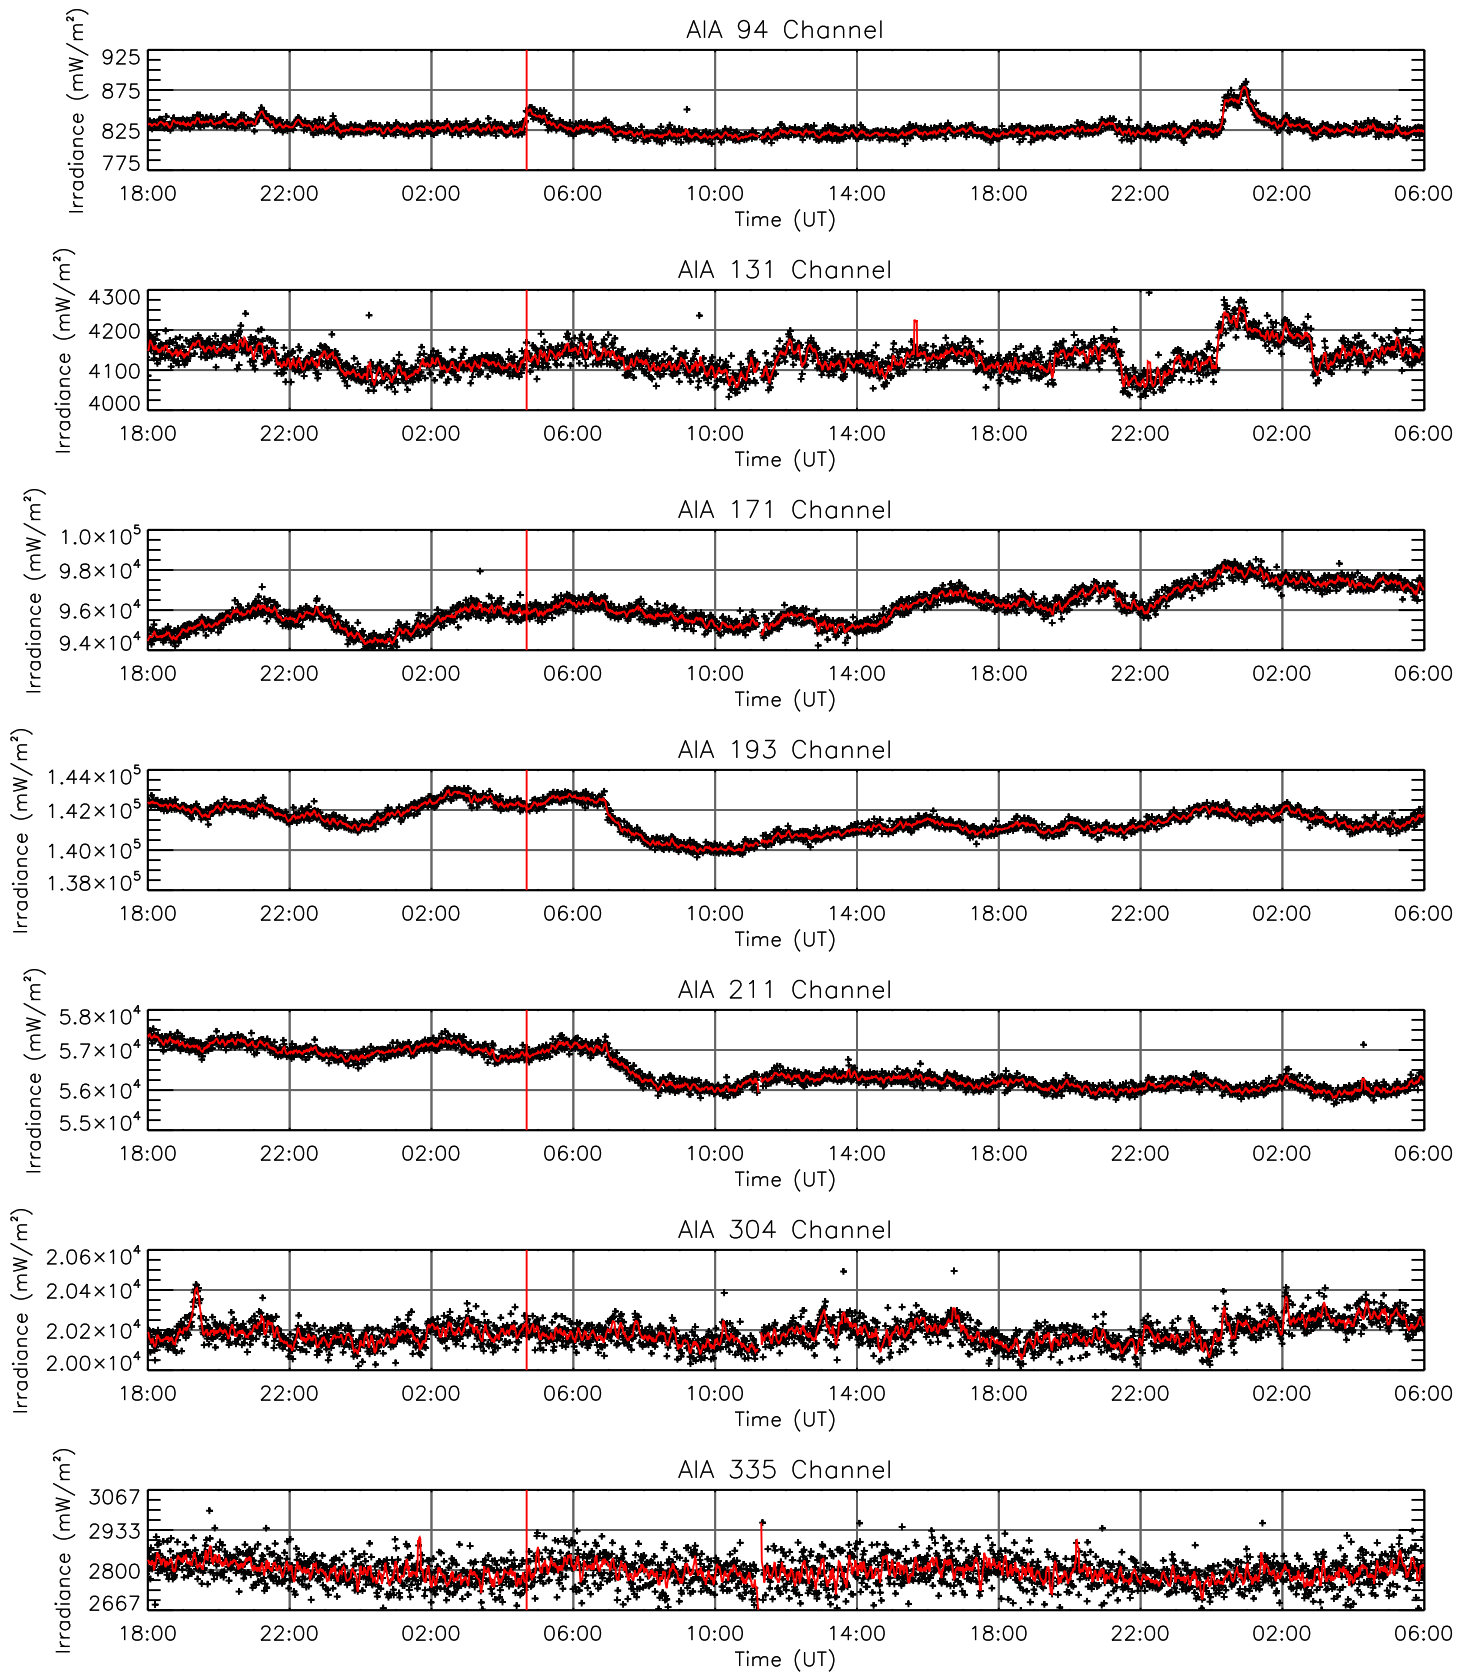 AIA 94 Channel
Irradiance (mW/m²)
925
875
825
775
18:00 22:00 02:00 06:00 10:00 14:00 18:00 22:00 02:00 06:00
Time (UT)
AIA 131 Channel
Irradiance (mW/m²)
4300
4200
4100
4000
18:00 22:00 02:00 06:00 10:00 14:00 18:00 22:00 02:00 06:00
Time (UT)
AIA 171 Channel
Irradiance (mW/m²)
1.0×10⁵
9.8×10⁴
9.6×10⁴
9.4×10⁴
18:00 22:00 02:00 06:00 10:00 14:00 18:00 22:00 02:00 06:00
Time (UT)
AIA 193 Channel
Irradiance (mW/m²)
1.44×10⁵
1.42×10⁵
1.40×10⁵
1.38×10⁵
18:00 22:00 02:00 06:00 10:00 14:00 18:00 22:00 02:00 06:00
Time (UT)
AIA 211 Channel
Irradiance (mW/m²)
5.8×10⁴
5.7×10⁴
5.6×10⁴
5.5×10⁴
18:00 22:00 02:00 06:00 10:00 14:00 18:00 22:00 02:00 06:00
Time (UT)
AIA 304 Channel
Irradiance (mW/m²)
2.06×10⁴
2.04×10⁴
2.02×10⁴
2.00×10⁴
18:00 22:00 02:00 06:00 10:00 14:00 18:00 22:00 02:00 06:00
Time (UT)
AIA 335 Channel
Irradiance (mW/m²)
3067
2933
2800
2667
18:00 22:00 02:00 06:00 10:00 14:00 18:00 22:00 02:00 06:00
Time (UT)